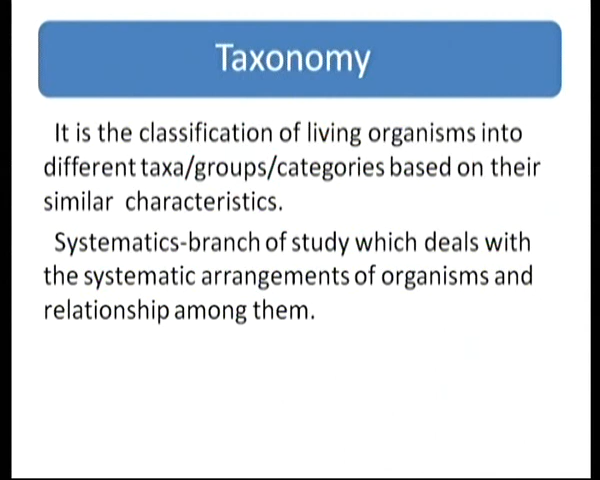 Taxonomy
It is the classification of living organisms into
different taxa/groups/categories based on their
similar characteristics.
Systematics-branch of study which deals with
the systematic arrangements of organisms and
relationship among them.